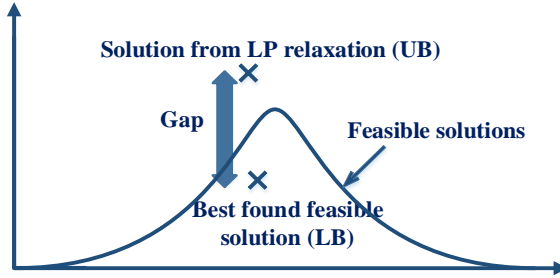 Solution from LP relaxation (UB)
Gap
Feasible solutions
Best found feasible
solution (LB)